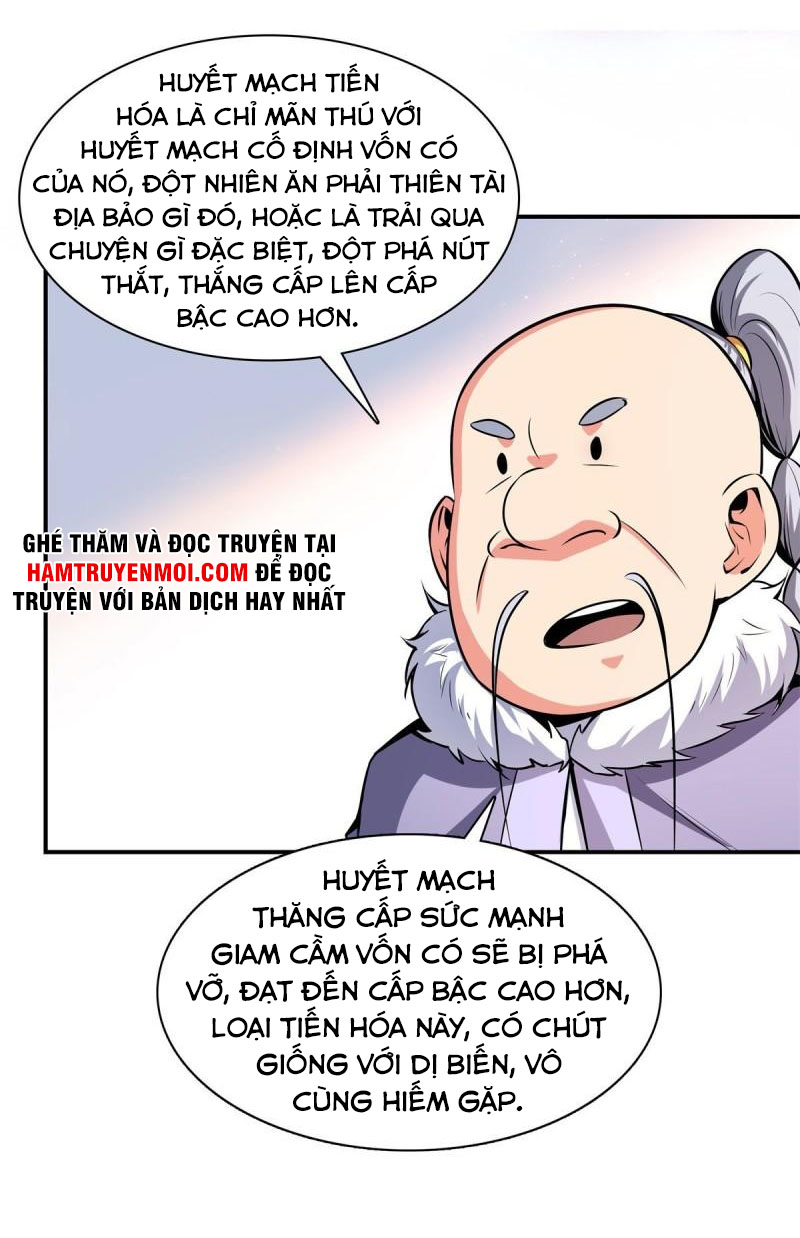 HUYẾT MẠCH TIẾN
HÓA LÀ CHỈ MÃN THÚ VỚI
HUYẾT MẠCH CỐ ĐỊNH VỐN CÓ
CỦA NÓ, ĐỘT NHIÊN ĂN PHẢI THIÊN TÀI
ĐỊA BẢO GÌ ĐÓ, HOẶC LÀ TRẢI QUA
CHUYỆN GÌ ĐẶC BIỆT, ĐỘT PHÁ NÚT
THẮT, THẮNG CẤP LÊN CẤP
BẬC CAO HƠN.
GHÉ THĂM VÀ ĐỌC TRUYỆN TẠI
HAMTRUYENMOI.COM ĐỂ ĐỌC
TRUYỆN VỚI BẢN DỊCH HAY NHẤT
HUYẾT MẠCH
THĂNG CẤP SỨC MẠNH
GIAM CẦM VỐN CÓ SẼ BỊ PHÁ
VỠ, ĐẠT ĐẾN CẤP BẬC CAO HƠN,
LOẠI TIẾN HÓA NÀY, CÓ CHÚT
GIỐNG VỚI DỊ BIẾN, VÔ
CÙNG HIẾM GẶP.